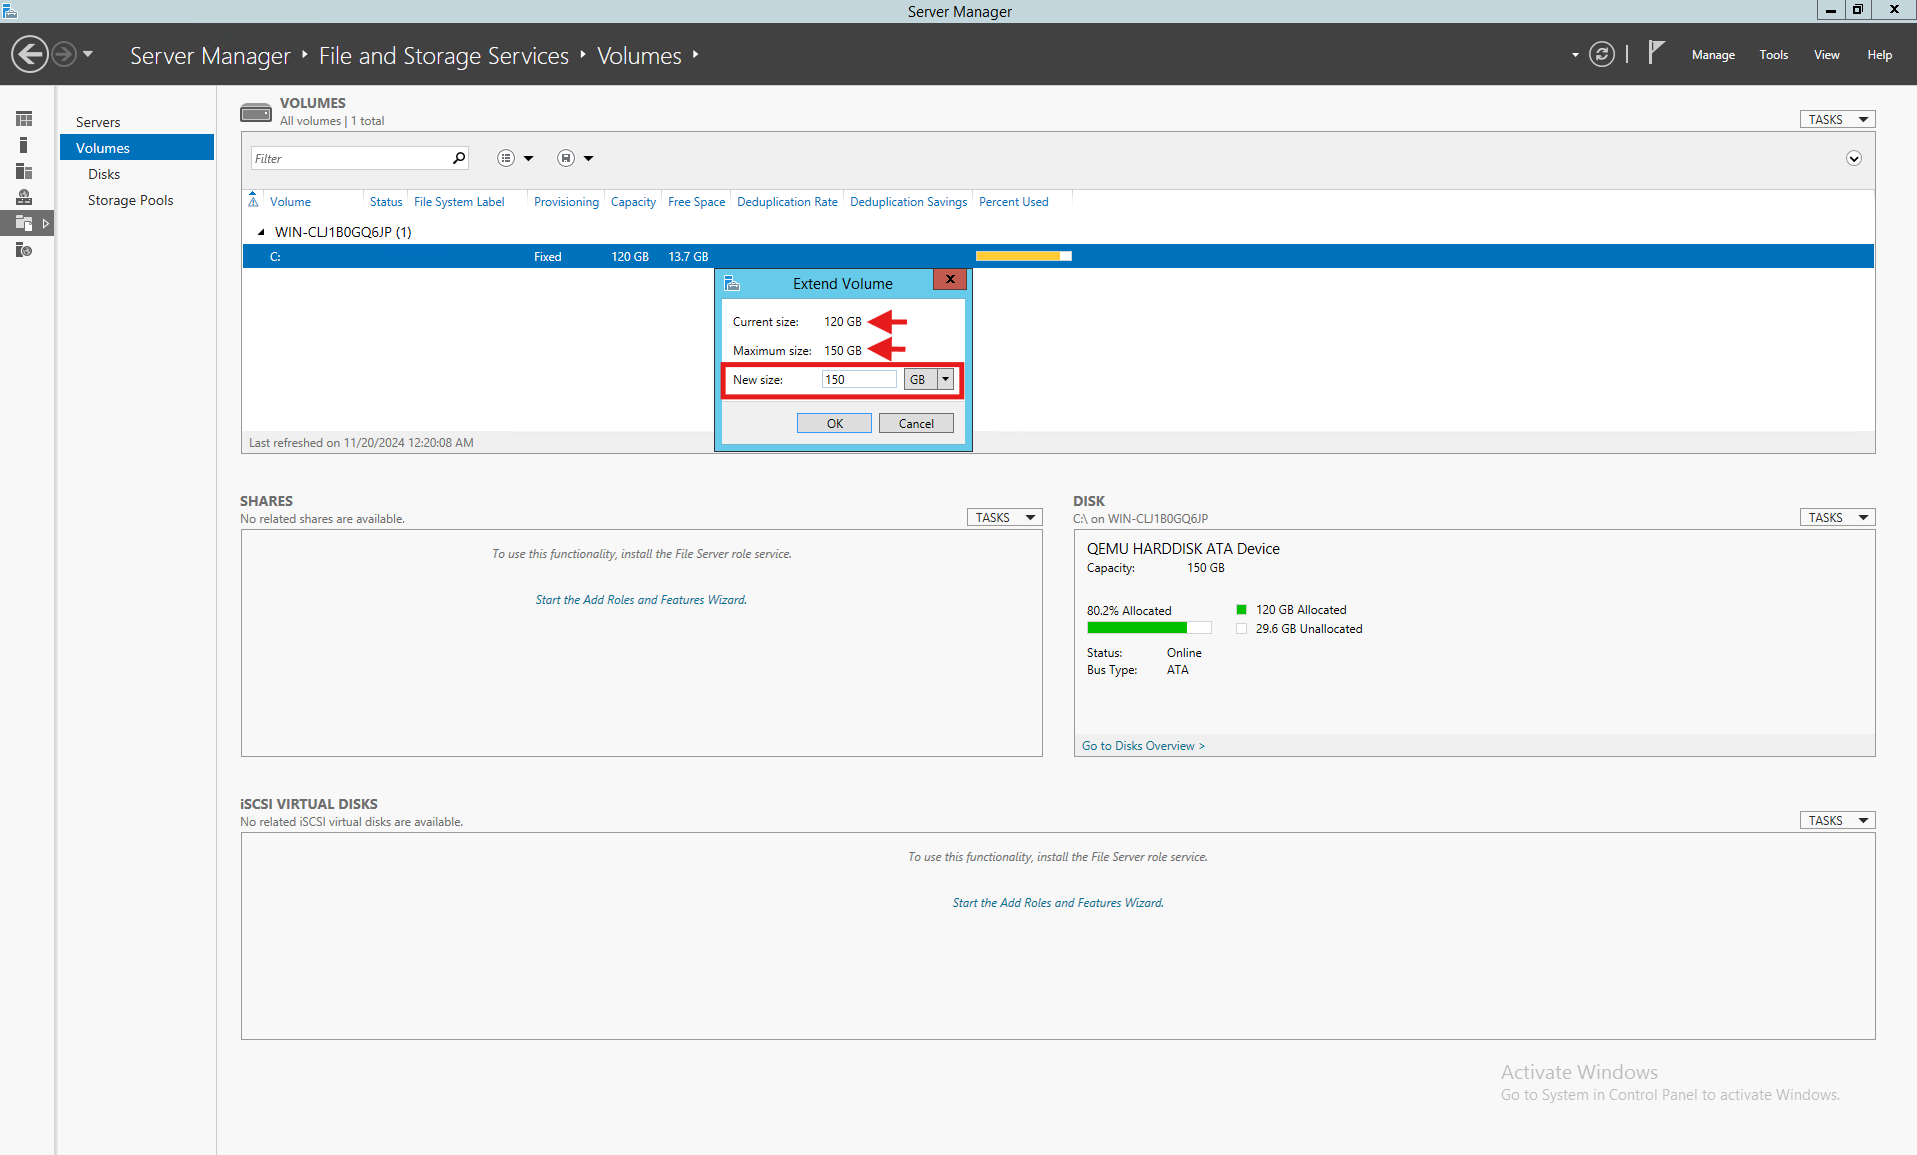 Server Manager
Server Manager ‣ File and Storage Services ‣ Volumes ‣
Manage Tools View Help
Servers
Volumes
Disks
Storage Pools
VOLUMES
All volumes | 1 total
TASKS
Filter
Volume Status File System Label Provisioning Capacity Free Space Deduplication Rate Deduplication Savings Percent Used
WIN-CLJ1B0GQ6JP (1)
C: Fixed 120 GB 13.7 GB
Extend Volume
Current size: 120 GB
Maximum size: 150 GB
New size: 150 GB
OK Cancel
Last refreshed on 11/20/2024 12:20:08 AM
SHARES
No related shares are available.
TASKS
To use this functionality, install the File Server role service.
Start the Add Roles and Features Wizard.
DISK
C:\ on WIN-CLJ1B0GQ6JP
TASKS
QEMU HARDDISK ATA Device
Capacity: 150 GB
80.2% Allocated
120 GB Allocated
29.6 GB Unallocated
Status: Online
Bus Type: ATA
Go to Disks Overview >
iSCSI VIRTUAL DISKS
No related iSCSI virtual disks are available.
TASKS
To use this functionality, install the File Server role service.
Start the Add Roles and Features Wizard.
Activate Windows
Go to System in Control Panel to activate Windows.